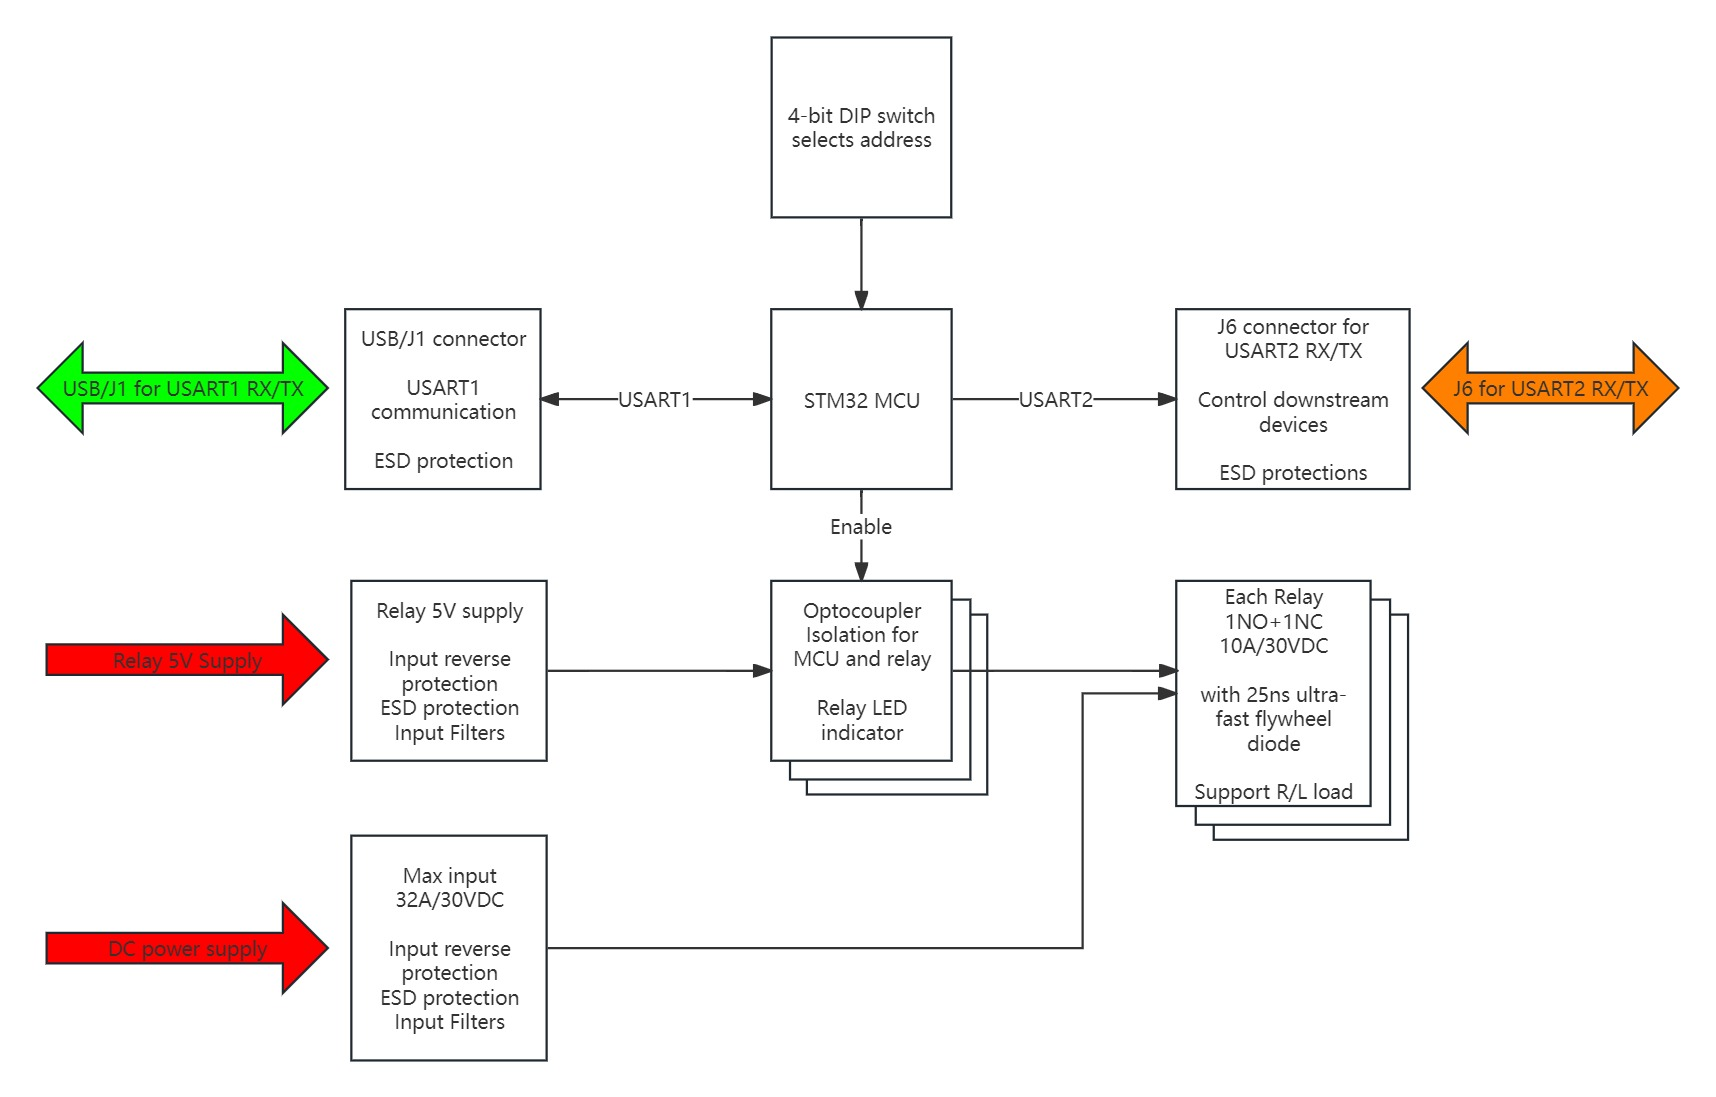 4-bit DIP switch
selects address
USB/J1 for USART1 RX/TX
USB/J1 connector
USART1
communication
ESD protection
USART1
STM32 MCU
USART2
J6 connector for
USART2 RX/TX
Control downstream
devices
ESD protections
J6 for USART2 RX/TX
Enable
Relay 5V Supply
Relay 5V supply
Input reverse
protection
ESD protection
Input Filters
Optocoupler
Isolation for
MCU and relay
Relay LED
indicator
Each Relay
1NO+1NC
10A/30VDC
with 25ns ultra-
fast flywheel
diode
Support R/L load
DC power supply
Max input
32A/30VDC
Input reverse
protection
ESD protection
Input Filters